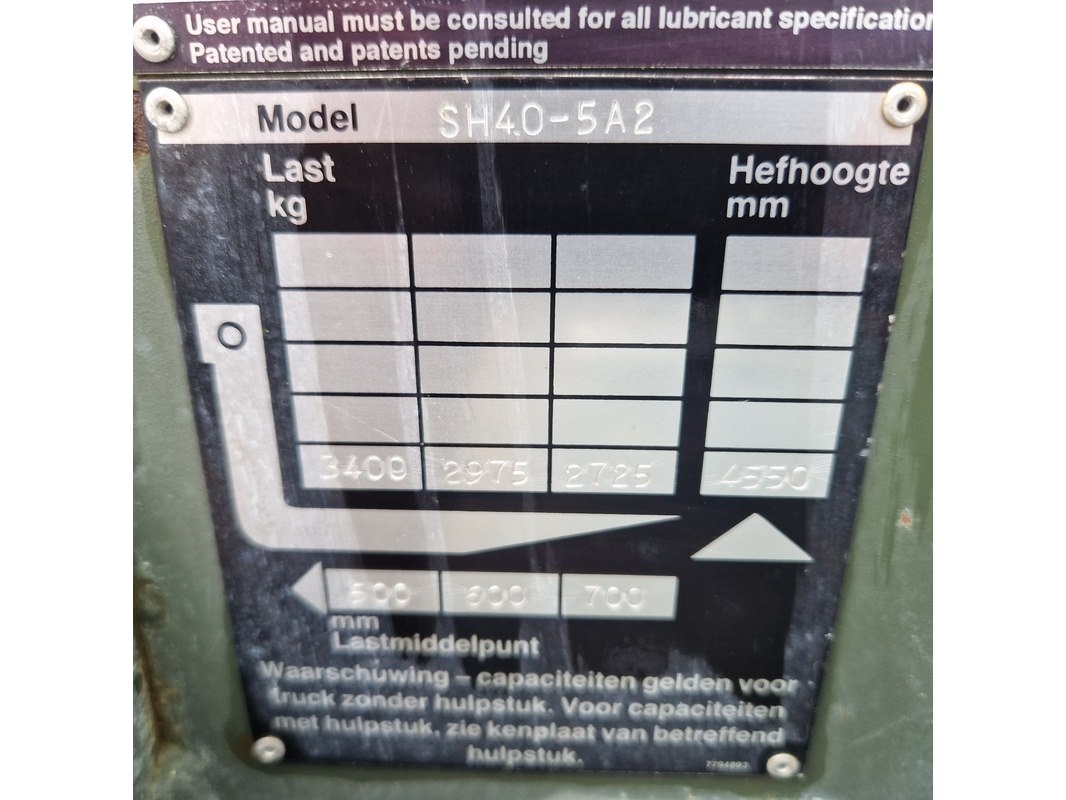 User manual must be consulted for all lubricant specification
Patented and patents pending
Model SH40-5A2
Last Hefhoogte
kg mm
3409 2975 2725 4550
500 600 700
mm
Lastmiddelpunt
Waarschuwing – capaciteiten gelden voor
truck zonder hulpstuk. Voor capaciteiten
met hulpstuk, zie kenplaat van betreffend
hulpstuk.